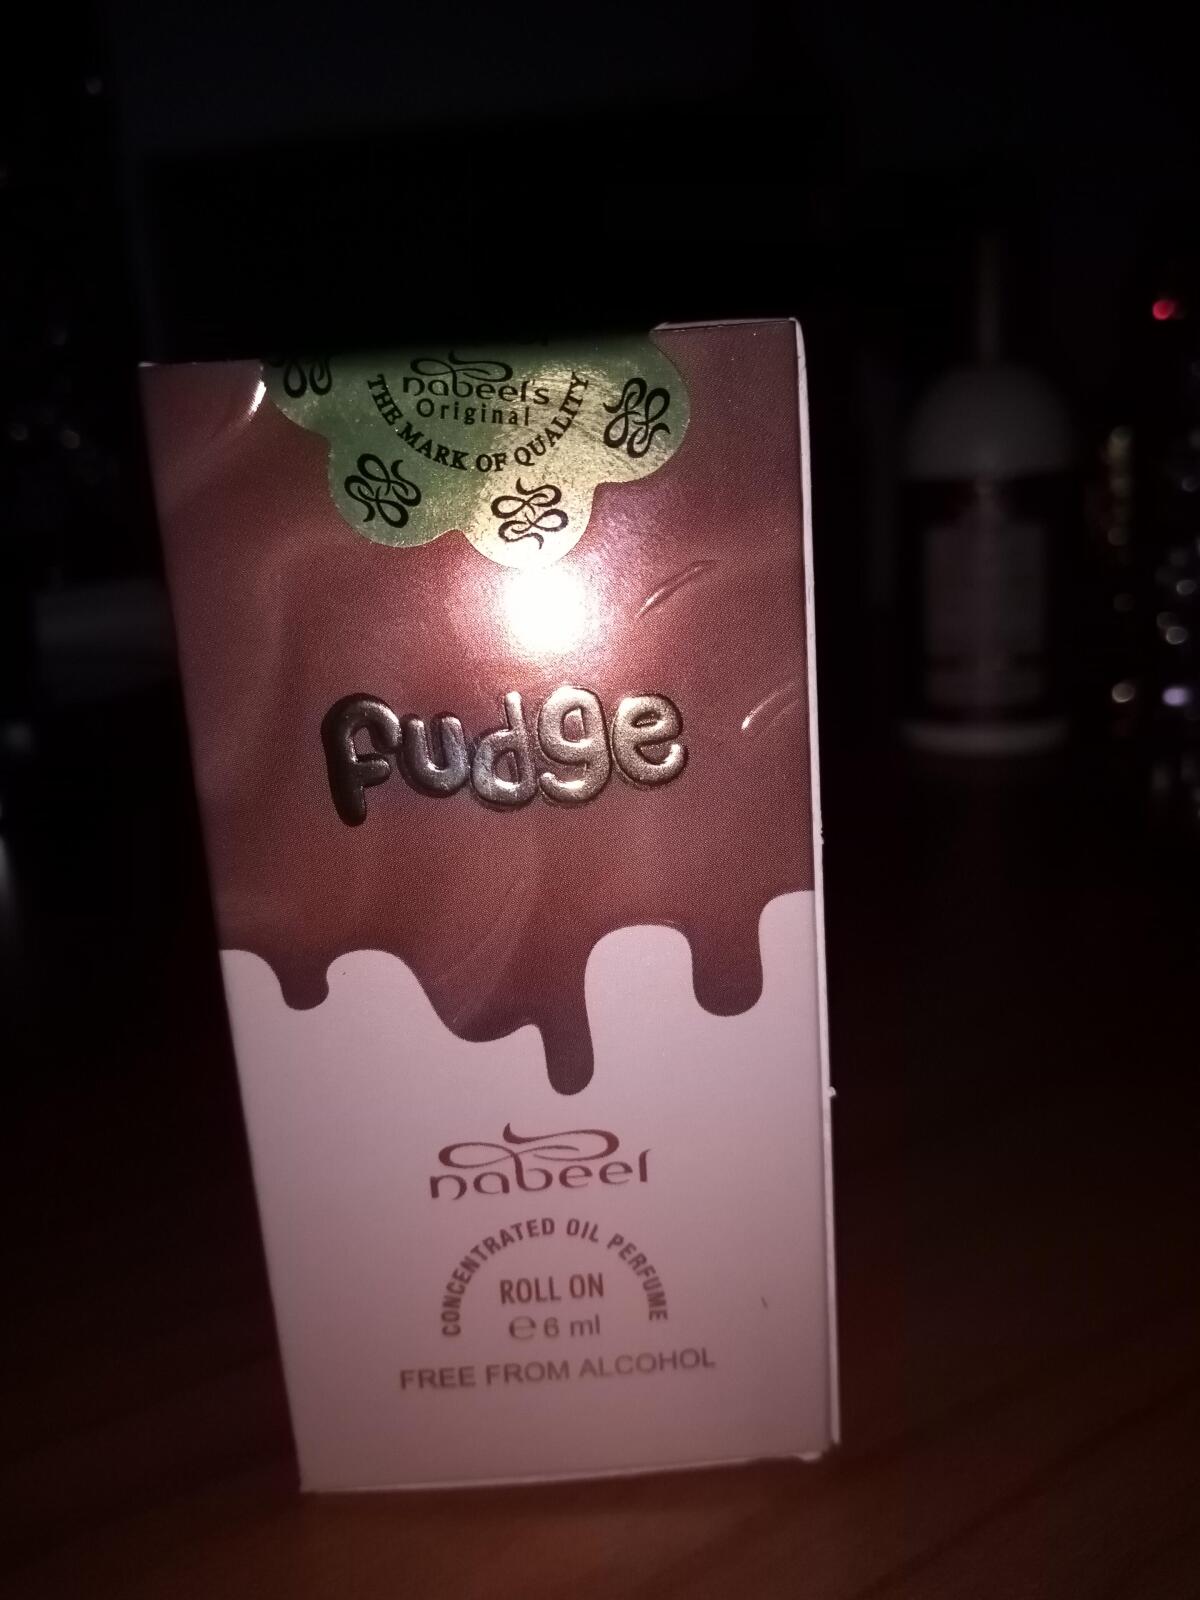 nabeel's
Original
THE MARK OF QUALITY
fudge
nabeel
CONCENTRATED OIL PERFUME
ROLL ON
℮ 6 ml
FREE FROM ALCOHOL